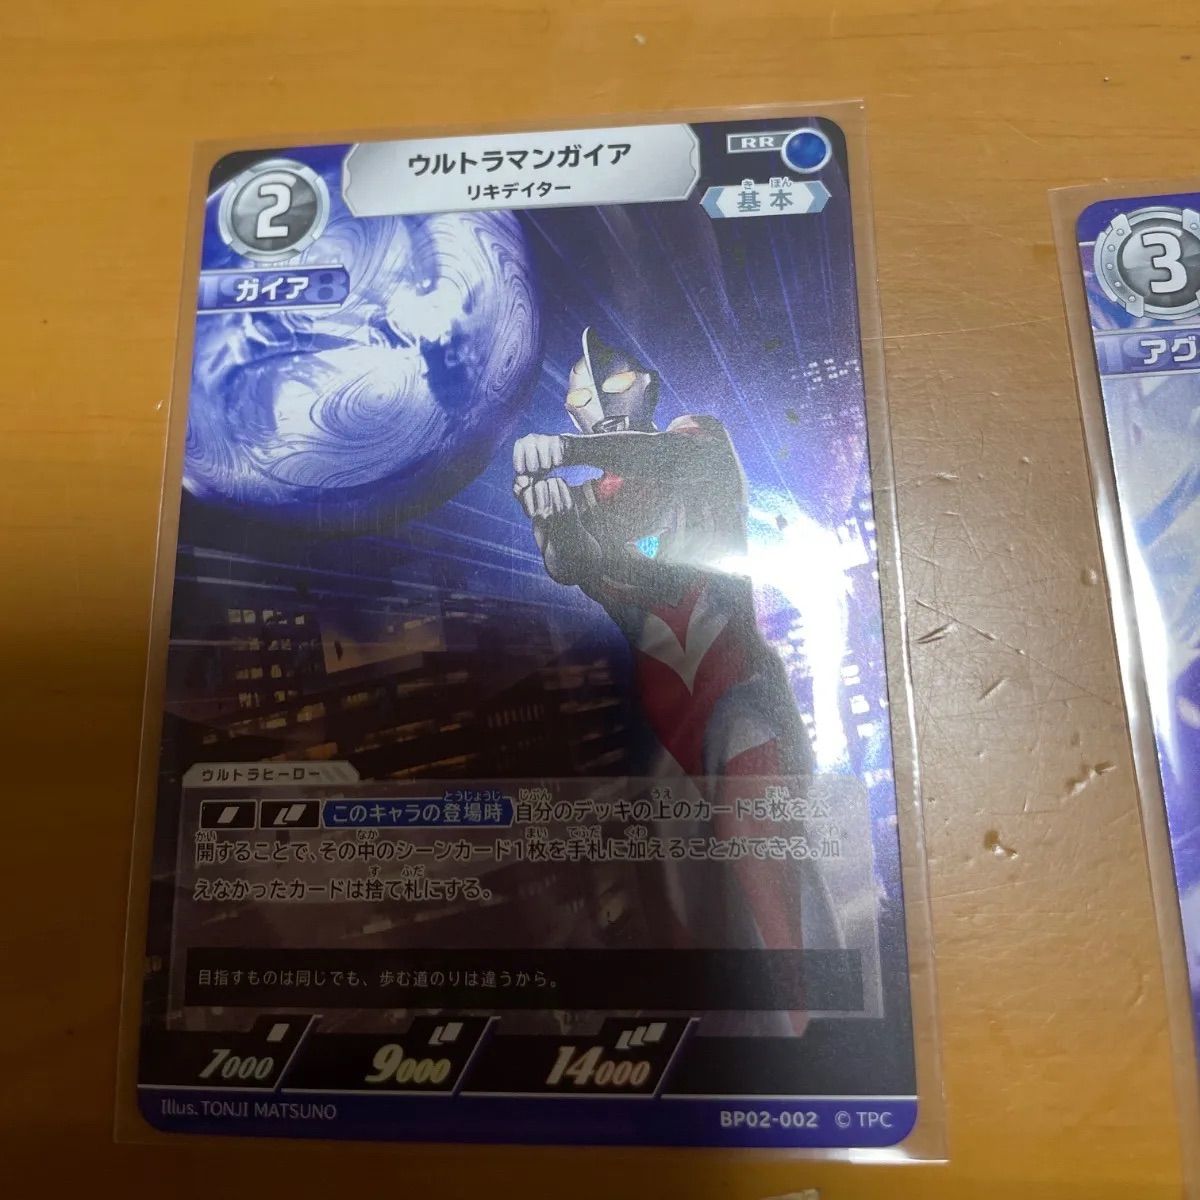 ウルトラマンガイア
リキデイター
RR
基本
きほん
2
1998
ガイア
ウルトラヒーロー
このキャラの登場時 自分のデッキの上のカード5枚を公
開することで、その中のシーンカード1枚を手札に加えることができる。加
えなかったカードは捨て札にする。
目指すものは同じでも、歩む道のりは違うから。
7000
9000
14000
Illus. TONJI MATSUNO
BP02-002 © TPC
3
アグ